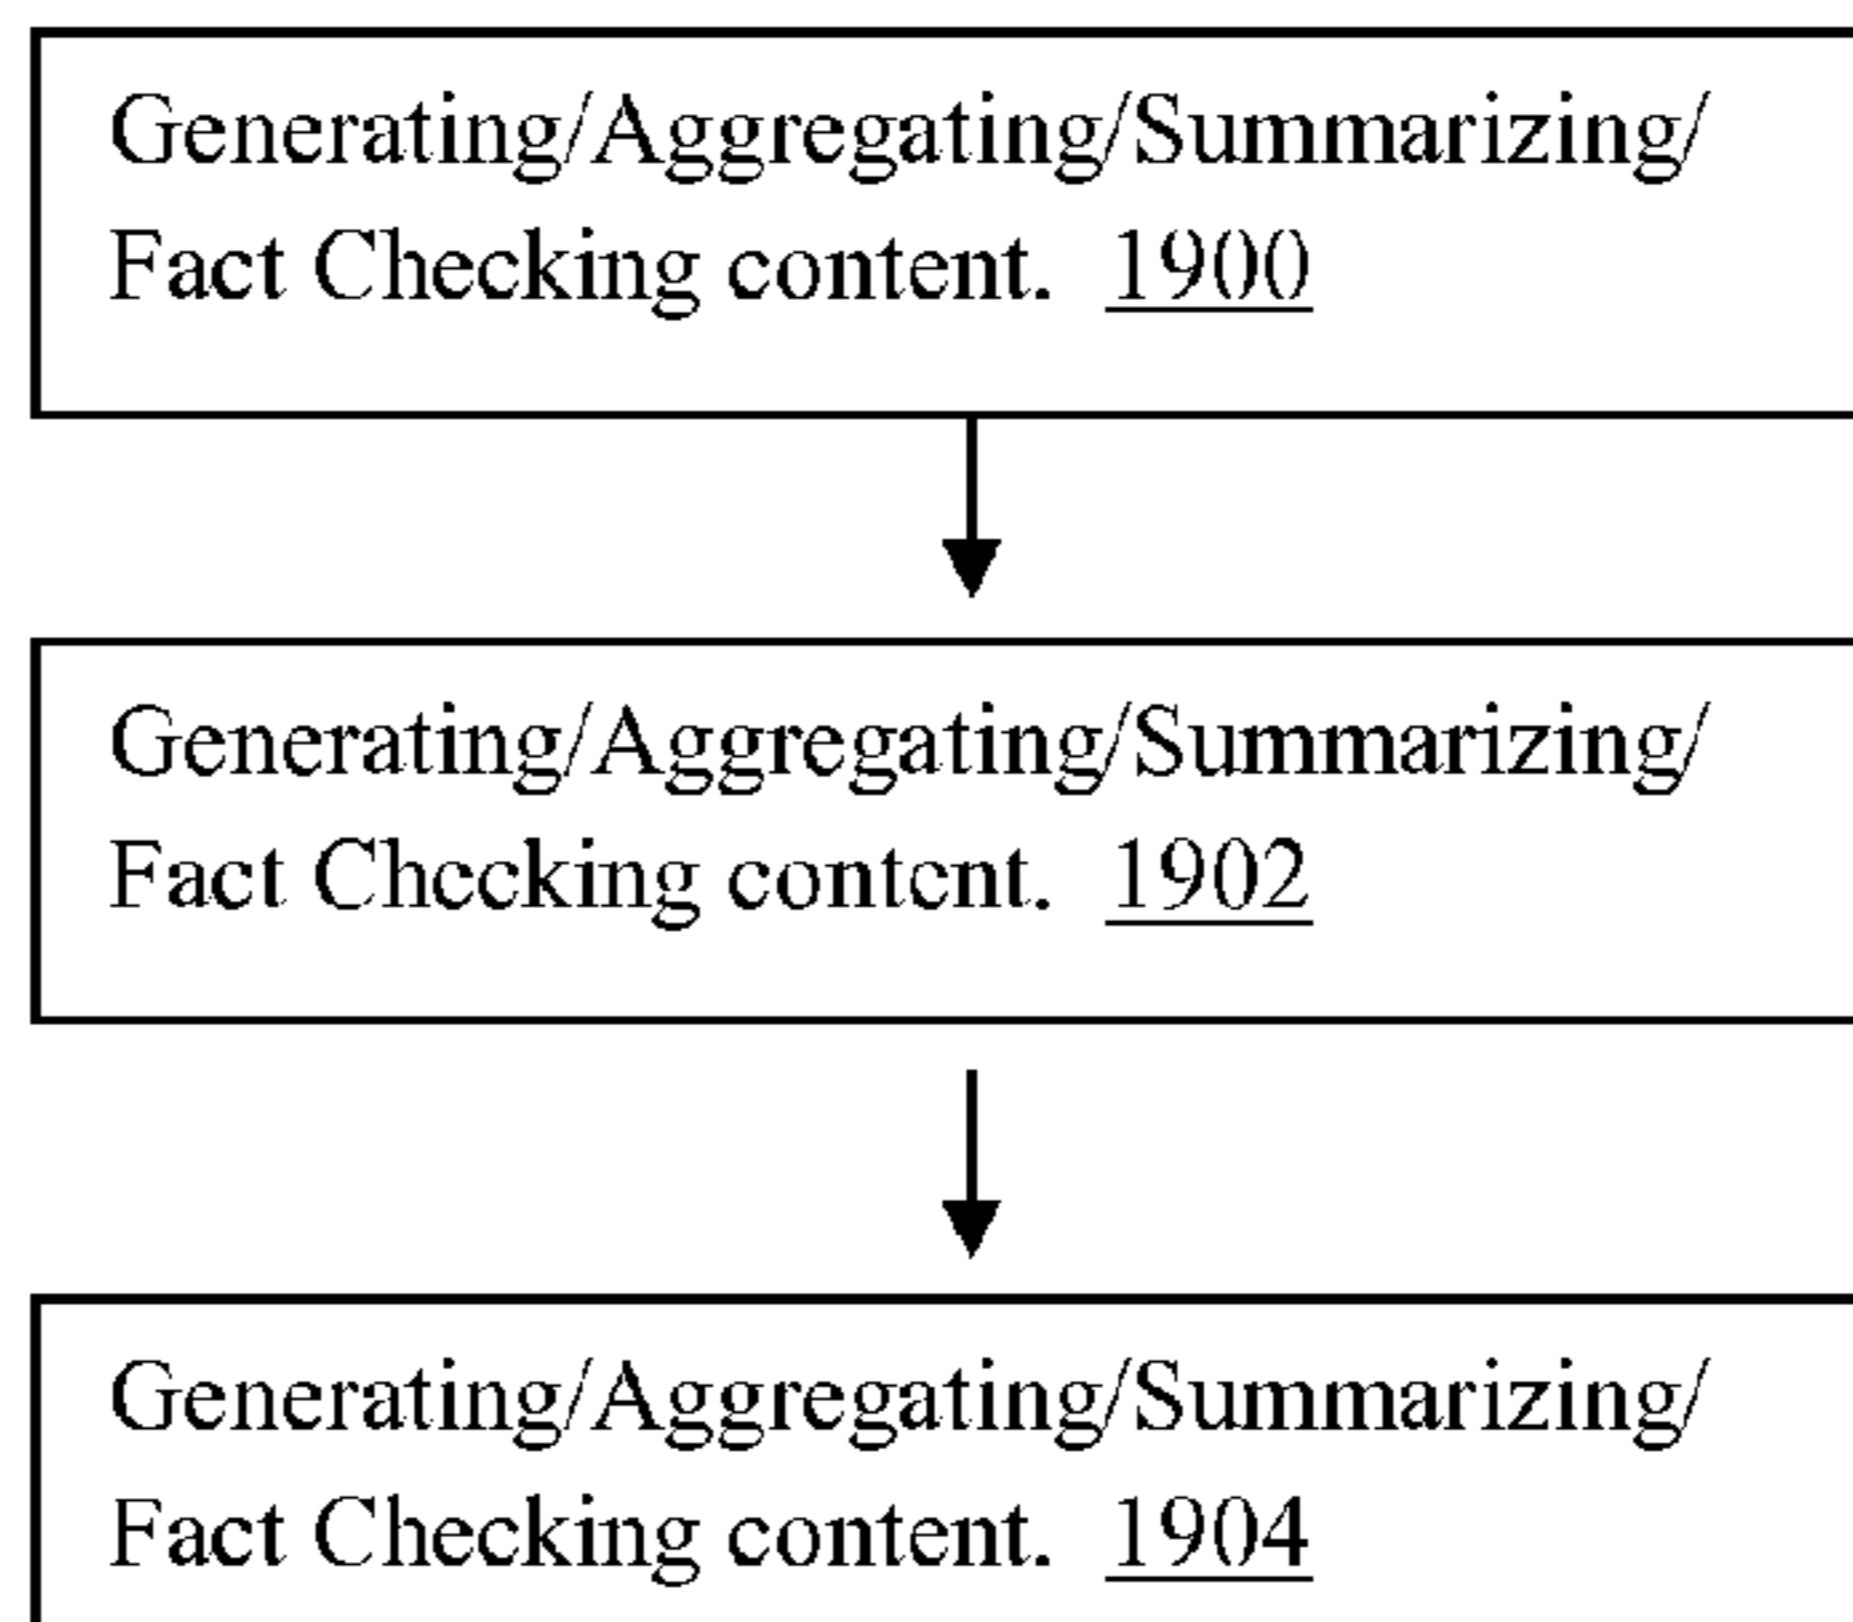 Generating/Aggregating/Summarizing/
Fact Checking content. 1900
Generating/Aggregating/Summarizing/
Fact Checking content. 1902
Generating/Aggregating/Summarizing/
Fact Checking content. 1904